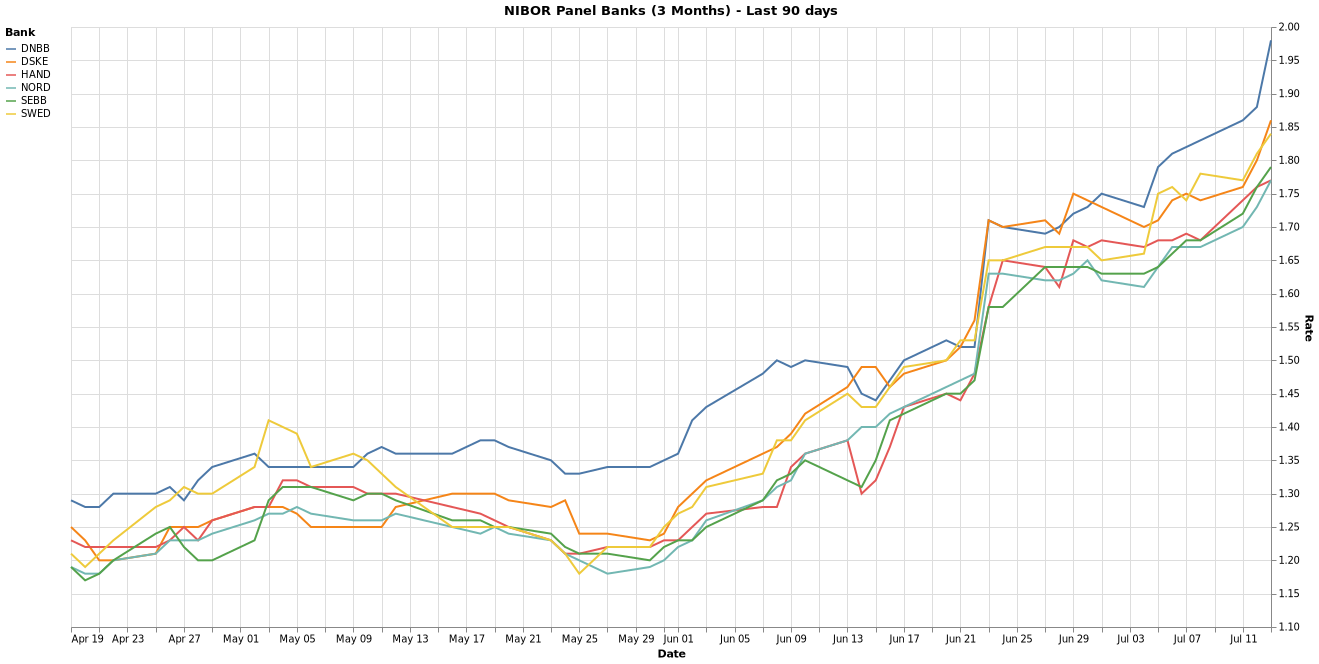 NIBOR Panel Banks (3 Months) - Last 90 days
Bank
DNBB
DSKE
HAND
NORD
SEBB
SWED
2.00
1.95
1.90
1.85
1.80
1.75
1.70
1.65
1.60
1.55
1.50
1.45
1.40
1.35
1.30
1.25
1.20
1.15
1.10
Rate
Apr 19 Apr 23 Apr 27 May 01 May 05 May 09 May 13 May 17 May 21 May 25 May 29 Jun 01 Jun 05 Jun 09 Jun 13 Jun 17 Jun 21 Jun 25 Jun 29 Jul 03 Jul 07 Jul 11
Date